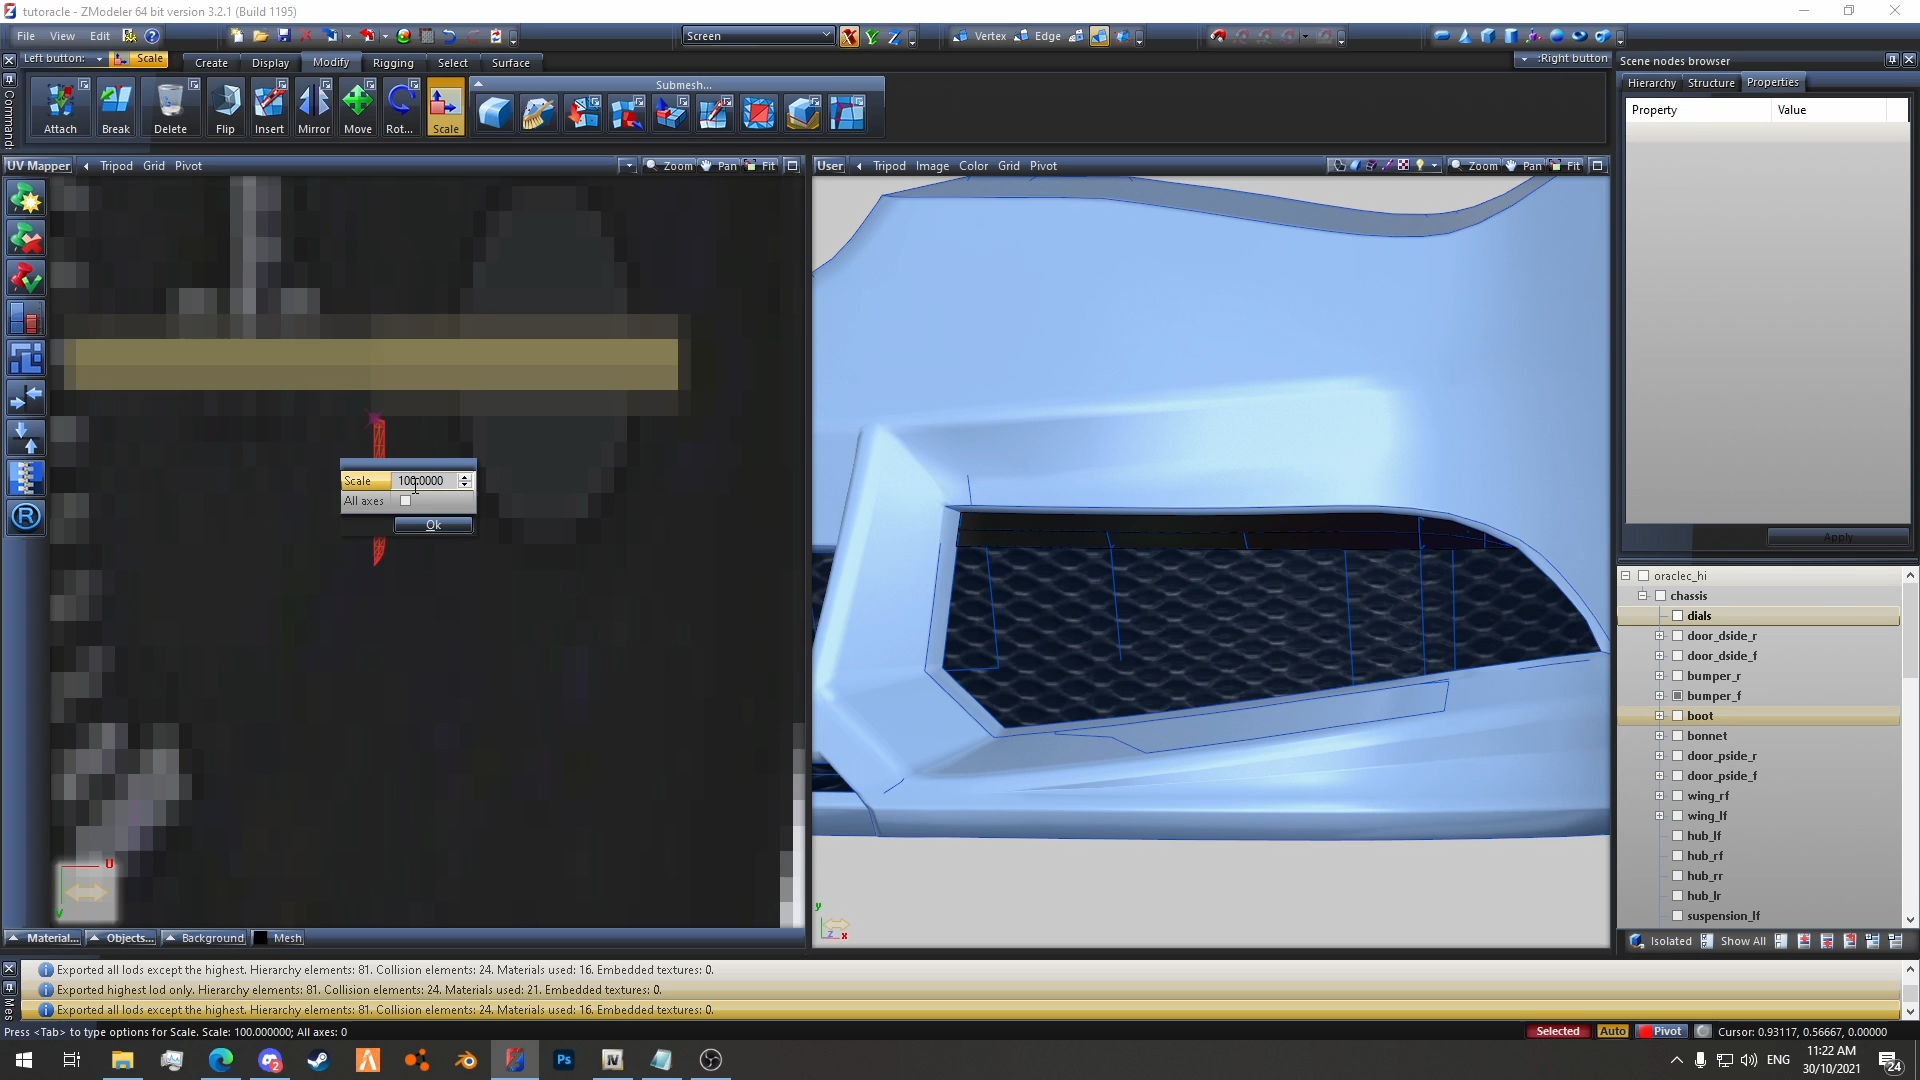 tutoracle - ZModeler 64 bit version 3.2.1 (Build 1195)
File View Edit
Screen
X Y Z
Vertex Edge
Left button: Scale
Create Display Modify Rigging Select Surface
:Right button
Scene nodes browser
Hierarchy Structure Properties
Submesh...
Attach Break Delete Flip Insert Mirror Move Rot... Scale
Property Value
Command
UV Mapper Tripod Grid Pivot Zoom Pan Fit
User Tripod Image Color Grid Pivot Zoom Pan Fit
Scale 100.0000
All axes
Ok
Apply
oraclec_hi
chassis
dials
door_dside_r
door_dside_f
bumper_r
bumper_f
boot
bonnet
door_pside_r
door_pside_f
wing_rf
wing_lf
hub_lf
hub_rf
hub_rr
hub_lr
suspension_lf
U
V
y
z x
Material... Objects... Background Mesh
Isolated Show All
Mes
Exported all lods except the highest. Hierarchy elements: 81. Collision elements: 24. Materials used: 16. Embedded textures: 0.
Exported highest lod only. Hierarchy elements: 81. Collision elements: 24. Materials used: 21. Embedded textures: 0.
Exported all lods except the highest. Hierarchy elements: 81. Collision elements: 24. Materials used: 16. Embedded textures: 0.
Press <Tab> to type options for Scale. Scale: 100.000000; All axes: 0
Selected Auto Pivot Cursor: 0.93117, 0.56667, 0.00000
Ps
IV
ENG
11:22 AM
30/10/2021
24